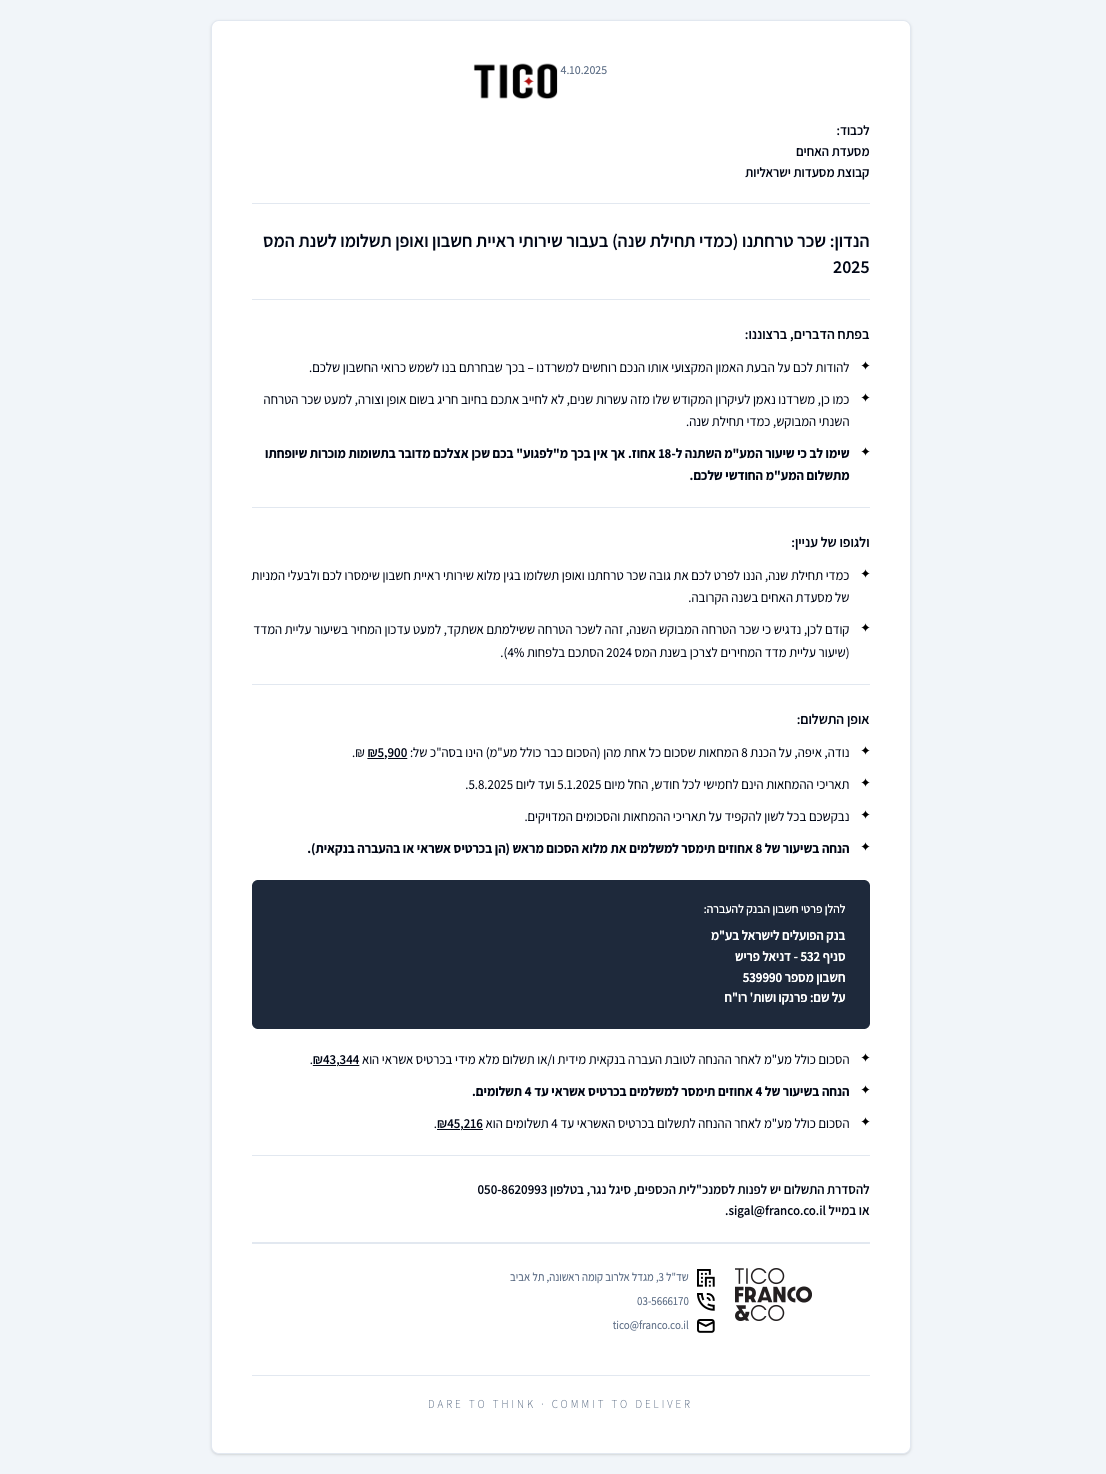 TICO 4.10.2025
לכבוד:
מסעדת האחים
קבוצת מסעדות ישראליות
הנדון: שכר טרחתנו (כמדי תחילת שנה) בעבור שירותי ראיית חשבון ואופן תשלומו לשנת המס
2025
בפתח הדברים, ברצוננו:
✦ להודות לכם על הבעת האמון המקצועי אותו הנכם רוחשים למשרדנו – בכך שבחרתם בנו לשמש כרואי החשבון שלכם.
✦ כמו כן, משרדנו נאמן לעיקרון המקודש שלו מזה עשרות שנים, לא לחייב אתכם בחיוב חריג בשום אופן וצורה, למעט שכר הטרחה
השנתי המבוקש, כמדי תחילת שנה.
✦ שימו לב כי שיעור המע"מ השתנה ל-18 אחוז. אך אין בכך מ"לפגוע" בכם שכן אצלכם מדובר בתשומות מוכרות שיופחתו
מתשלום המע"מ החודשי שלכם.
ולגופו של עניין:
✦ כמדי תחילת שנה, הננו לפרט לכם את גובה שכר טרחתנו ואופן תשלומו בגין מלוא שירותי ראיית חשבון שימסרו לכם ולבעלי המניות
של מסעדת האחים בשנה הקרובה.
✦ קודם לכן, נדגיש כי שכר הטרחה המבוקש השנה, זהה לשכר הטרחה ששילמתם אשתקד, למעט עדכון המחיר בשיעור עליית המדד
(שיעור עליית מדד המחירים לצרכן בשנת המס 2024 הסתכם בלפחות 4%).
אופן התשלום:
✦ נודה, איפה, על הכנת 8 המחאות שסכום כל אחת מהן (הסכום כבר כולל מע"מ) הינו בסה"כ של: ₪5,900 ₪.
✦ תאריכי ההמחאות הינם לחמישי לכל חודש, החל מיום 5.1.2025 ועד ליום 5.8.2025.
✦ נבקשכם בכל לשון להקפיד על תאריכי ההמחאות והסכומים המדויקים.
✦ הנחה בשיעור של 8 אחוזים תימסר למשלמים את מלוא הסכום מראש (הן בכרטיס אשראי או בהעברה בנקאית).
להלן פרטי חשבון הבנק להעברה:
בנק הפועלים לישראל בע"מ
סניף 532 - דניאל פריש
חשבון מספר 539990
על שם: פרנקו ושות' רו"ח
✦ הסכום כולל מע"מ לאחר ההנחה לטובת העברה בנקאית מידית ו/או תשלום מלא מידי בכרטיס אשראי הוא ₪43,344.
✦ הנחה בשיעור של 4 אחוזים תימסר למשלמים בכרטיס אשראי עד 4 תשלומים.
✦ הסכום כולל מע"מ לאחר ההנחה לתשלום בכרטיס האשראי עד 4 תשלומים הוא ₪45,216.
להסדרת התשלום יש לפנות לסמנכ"לית הכספים, סיגל נגר, בטלפון 050-8620993
או במייל sigal@franco.co.il.
TICO
FRANCO
&CO
שד"ל 3, מגדל אלרוב קומה ראשונה, תל אביב
03-5666170
tico@franco.co.il
DARE TO THINK · COMMIT TO DELIVER